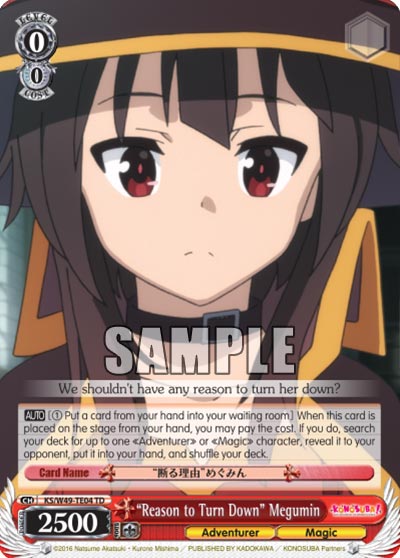 LEVEL
0
0
COST
SAMPLE
We shouldn't have any reason to turn her down?
AUTO [① Put a card from your hand into your waiting room] When this card is
placed on the stage from your hand, you may pay the cost. If you do, search
your deck for up to one «Adventurer» or «Magic» character, reveal it to your
opponent, put it into your hand, and shuffle your deck.
Card Name “断る理由”めぐみん
CH KS/W49-TE04 TD
2500
“Reason to Turn Down” Megumin
KONOSUBA!
Adventurer Magic
©2016 Natsume Akatsuki・Kurone Mishima / PUBLISHED BY KADOKAWA / KONOSUBA Partners